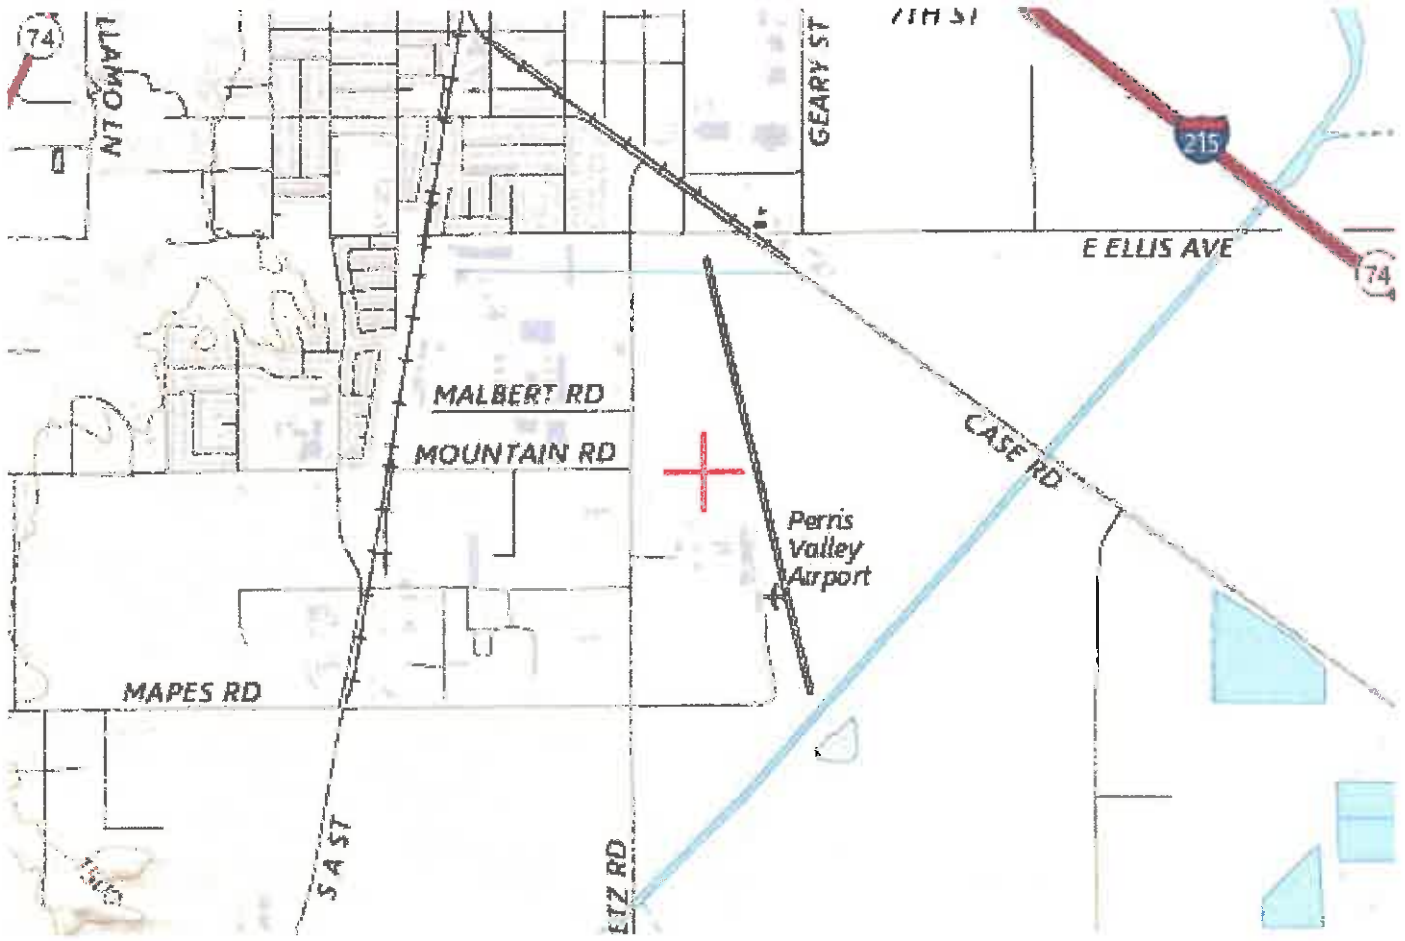 74
LLAMO LN
GEARY ST
7TH ST
215
E ELLIS AVE
74
MALBERT RD
MOUNTAIN RD
CASE RD
Perris
Valley
Airport
MAPES RD
1500
S A ST
ETZ RD